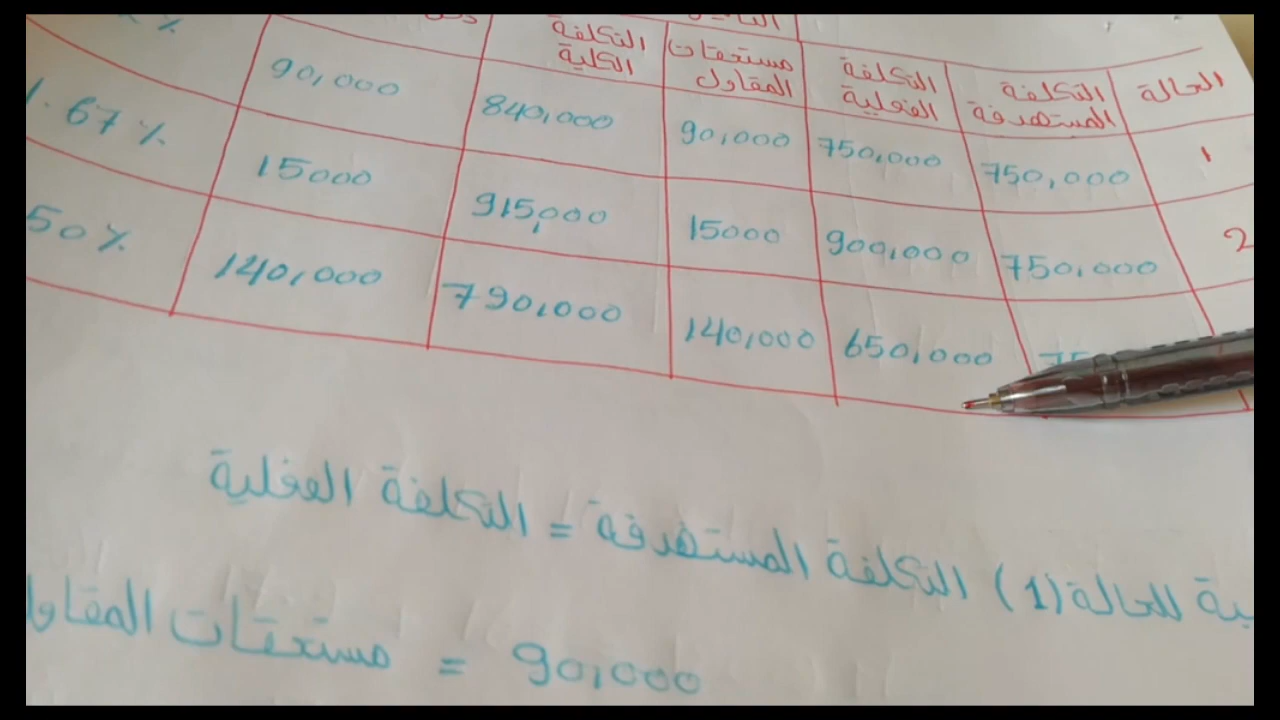 الحالة التكلفة المستهدفة التكلفة الفعلية مستحقات المقاول التكلفة الكلية
1 750,000 750,000 90,000 840,000 90,000
2 750,000 900,000 15000 915,000 15000 1.67%
650,000 140,000 790,000 140,000 50%
للحالة (1) التكلفة المستهدفة = التكلفة الفعلية
90,000 = مستحقات